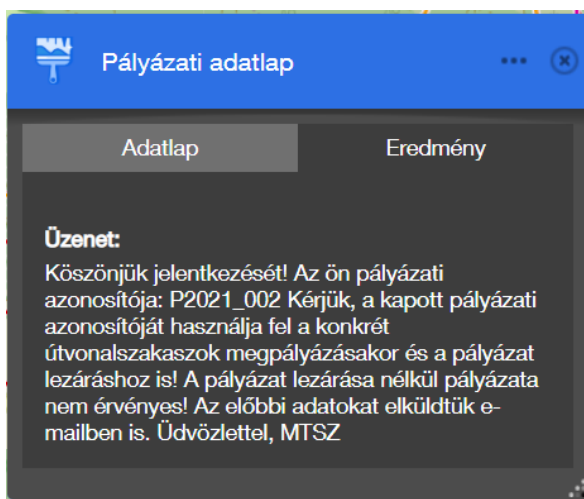 Pályázati adatlap
Adatlap
Eredmény
Üzenet:
Köszönjük jelentkezését! Az ön pályázati
azonosítója: P2021_002 Kérjük, a kapott pályázati
azonosítóját használja fel a konkrét
útvonalszakaszok megpályázásakor és a pályázat
lezáráshoz is! A pályázat lezárása nélkül pályázata
nem érvényes! Az előbbi adatokat elküldtük e-
mailben is. Üdvözlettel, MTSZ